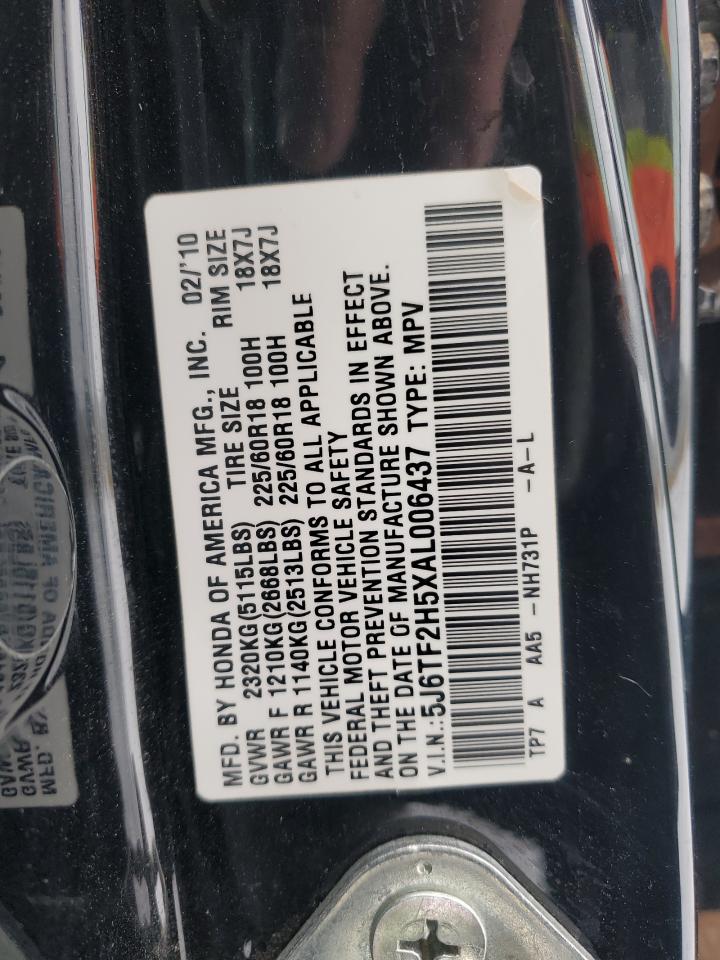 MFD. BY HONDA OF AMERICA MFG., INC. 02/'10
GVWR 2320KG(5115LBS) TIRE SIZE RIM SIZE
GAWR F 1210KG(2668LBS) 225/60R18 100H 18X7J
GAWR R 1140KG(2513LBS) 225/60R18 100H 18X7J
THIS VEHICLE CONFORMS TO ALL APPLICABLE
FEDERAL MOTOR VEHICLE SAFETY
AND THEFT PREVENTION STANDARDS IN EFFECT
ON THE DATE OF MANUFACTURE SHOWN ABOVE.
V.I.N.:5J6TF2H5XAL006437 TYPE: MPV
TP7 A AA5 -NH731P -A-L